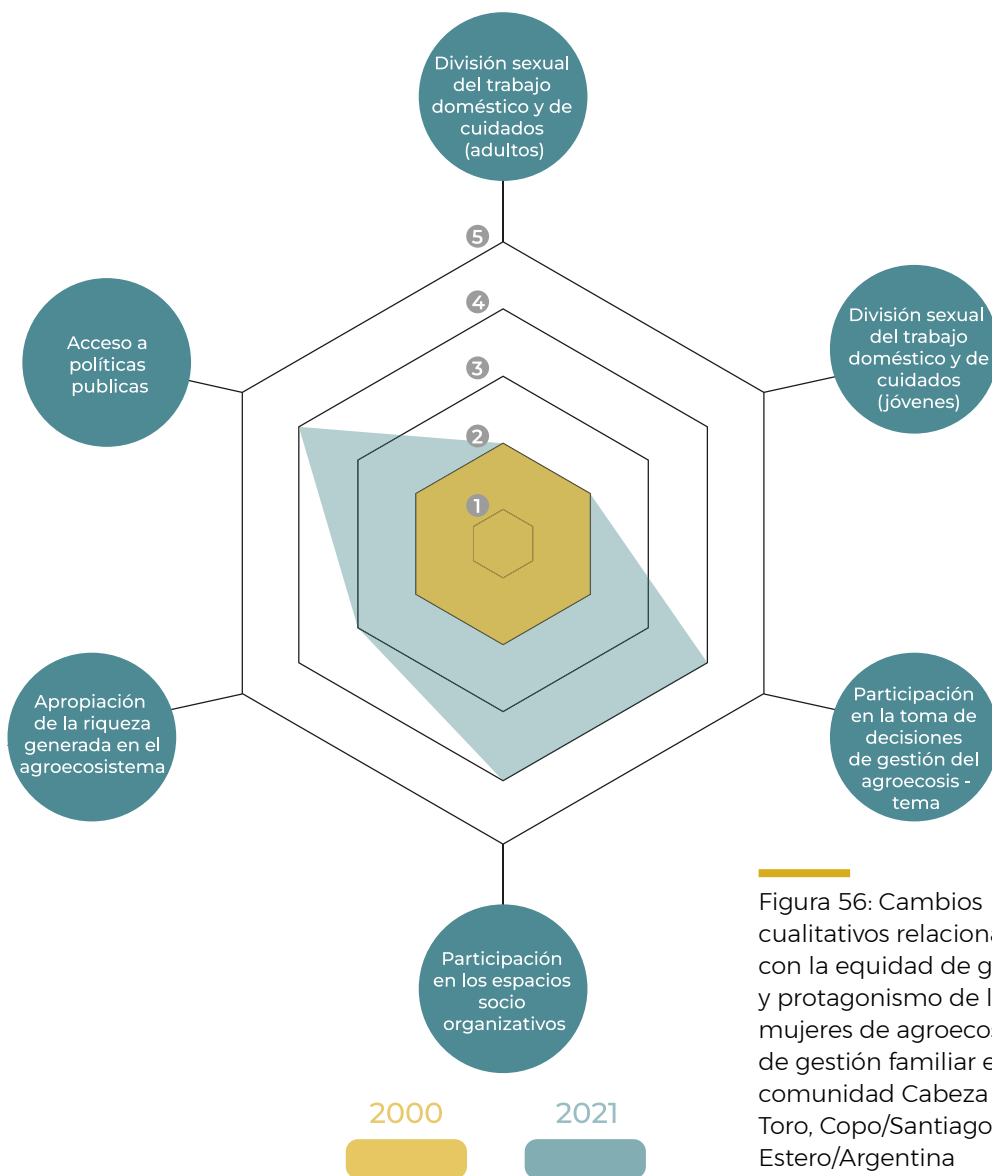 División sexual
del trabajo
doméstico y de
cuidados
(adultos)
5
4
3
2
1
Acceso a
políticas
publicas
División sexual
del trabajo
doméstico y de
cuidados
(jóvenes)
Apropiación
de la riqueza
generada en el
agroecosistema
Participación
en la toma de
decisiones
de gestión del
agroecosis -
tema
Participación
en los espacios
socio
organizativos
2000
2021
Figura 56: Cambios
cualitativos relaciona
con la equidad de g
y protagonismo de l
mujeres de agroecos
de gestión familiar e
comunidad Cabeza
Toro, Copo/Santiago
Estero/Argentina